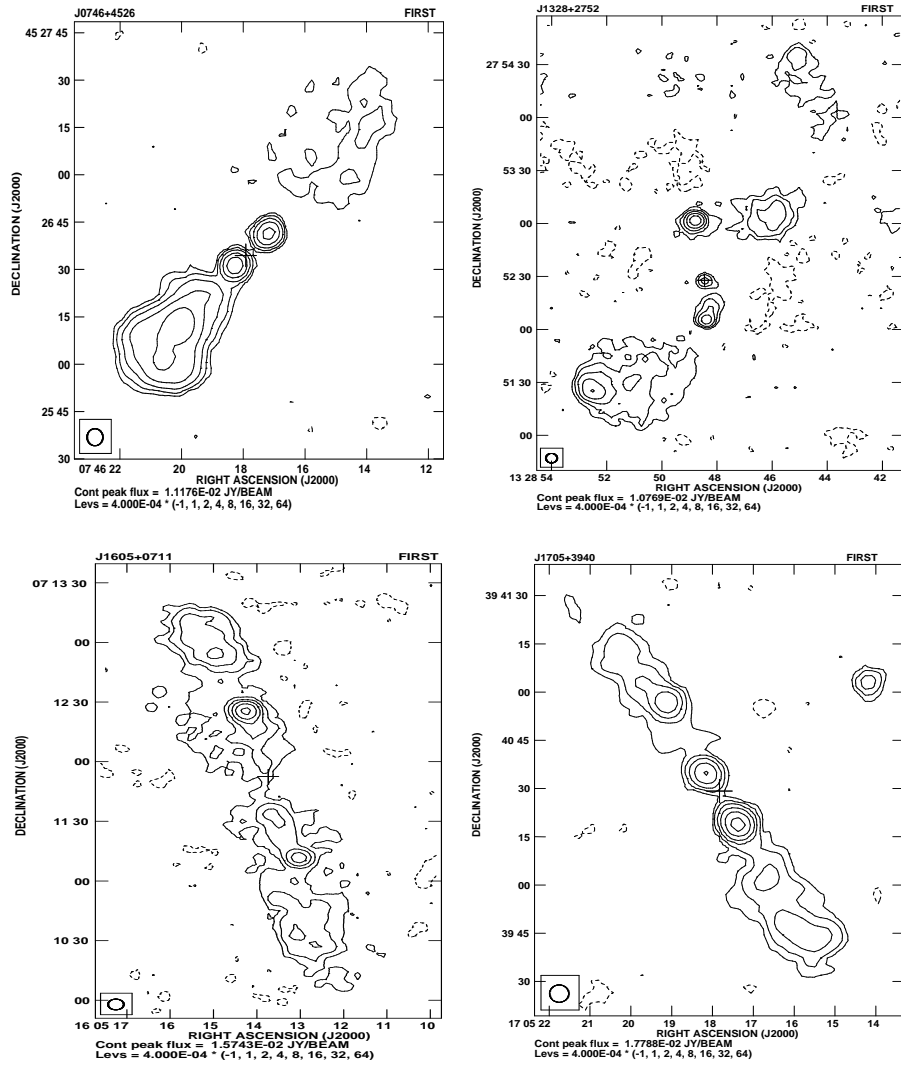 J0746+4526 FIRST
45 27 45
30
15
00
26 45
30
15
00
25 45
30
DECLINATION (J2000)
07 46 22 20 18 16 14 12
RIGHT ASCENSION (J2000)
Cont peak flux = 1.1176E-02 JY/BEAM
Levs = 4.000E-04 * (-1, 1, 2, 4, 8, 16, 32, 64)
J1328+2752 FIRST
27 54 30
00
53 30
00
52 30
00
51 30
00
DECLINATION (J2000)
13 28 54 52 50 48 46 44 42
RIGHT ASCENSION (J2000)
Cont peak flux = 1.0769E-02 JY/BEAM
Levs = 4.000E-04 * (-1, 1, 2, 4, 8, 16, 32, 64)
J1605+0711 FIRST
07 13 30
00
12 30
00
11 30
00
10 30
00
DECLINATION (J2000)
16 05 17 16 15 14 13 12 11 10
RIGHT ASCENSION (J2000)
Cont peak flux = 1.5743E-02 JY/BEAM
Levs = 4.000E-04 * (-1, 1, 2, 4, 8, 16, 32, 64)
J1705+3940 FIRST
39 41 30
15
00
40 45
30
15
00
39 45
30
DECLINATION (J2000)
17 05 22 21 20 19 18 17 16 15 14
RIGHT ASCENSION (J2000)
Cont peak flux = 1.7788E-02 JY/BEAM
Levs = 4.000E-04 * (-1, 1, 2, 4, 8, 16, 32, 64)